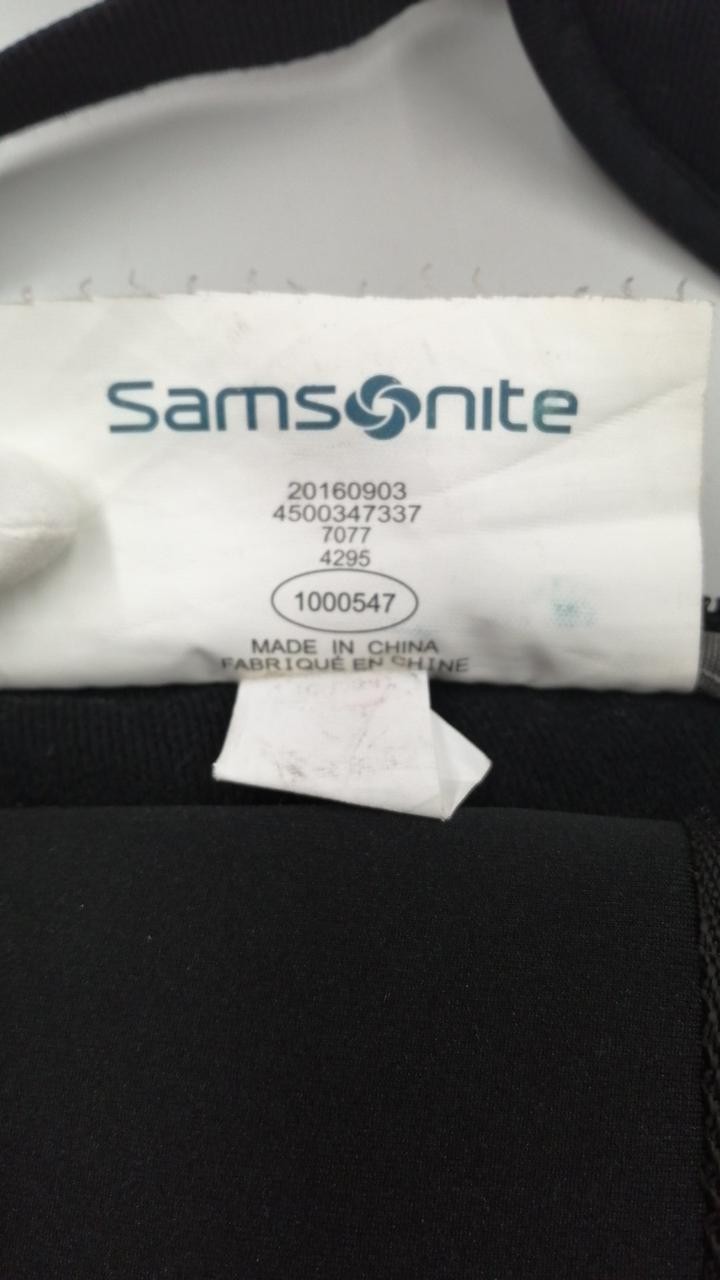 Samsonite
20160903
4500347337
7077
4295
1000547
MADE IN CHINA
FABRIQUÉ EN CHINE